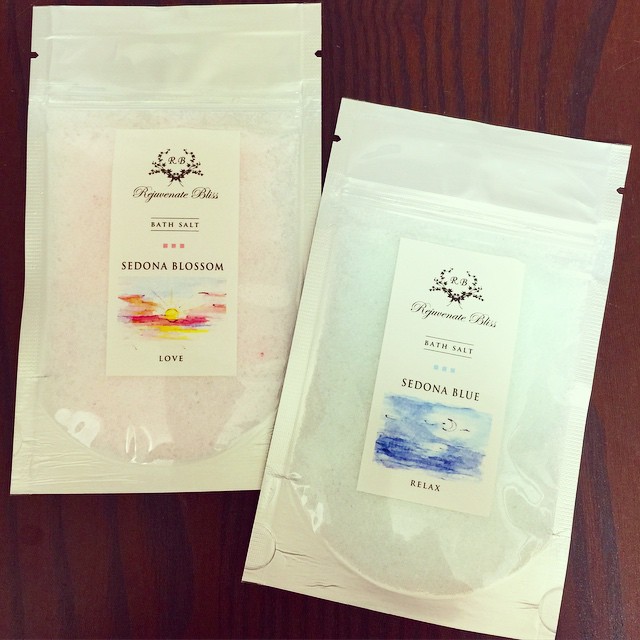 R.B
Rejuvenate Bliss
BATH SALT
SEDONA BLOSSOM
LOVE
R.B
Rejuvenate Bliss
BATH SALT
SEDONA BLUE
RELAX